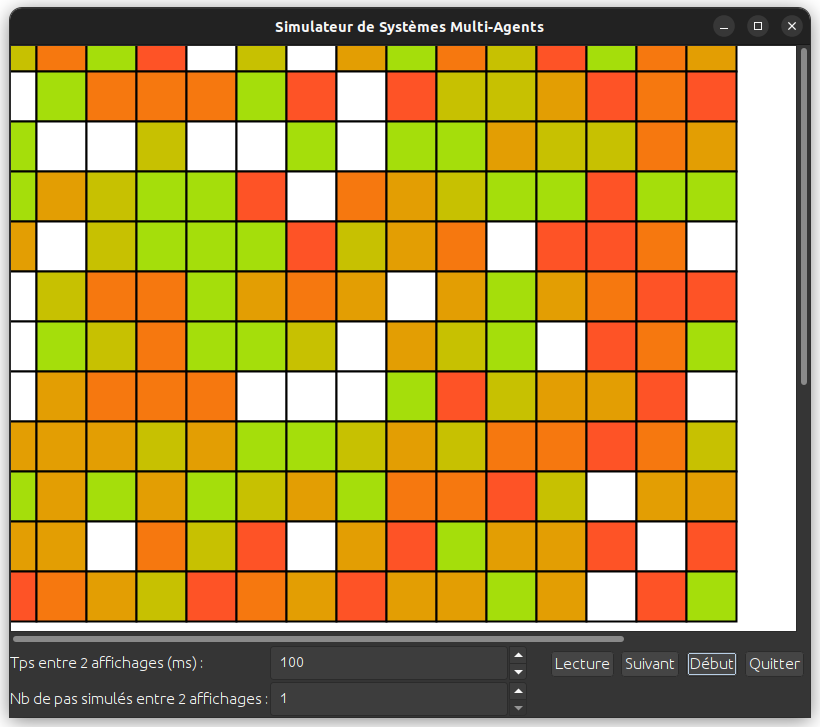 Simulateur de Systèmes Multi-Agents
Tps entre 2 affichages (ms) : 100
Lecture Suivant Début Quitter
Nb de pas simulés entre 2 affichages : 1